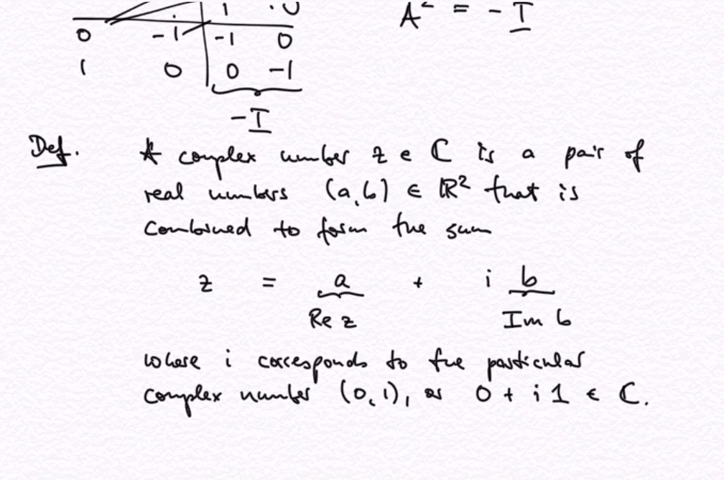 A² = - I
0 -1 -1 0
1 0 0 -1
-I
Def. A complex number z ∈ ℂ is a pair of
real numbers (a,b) ∈ ℝ² that is
combined to form the sum
z = a + i b
Re z Im b
where i corresponds to the particular
complex number (0,1), as 0 + i 1 ∈ ℂ.